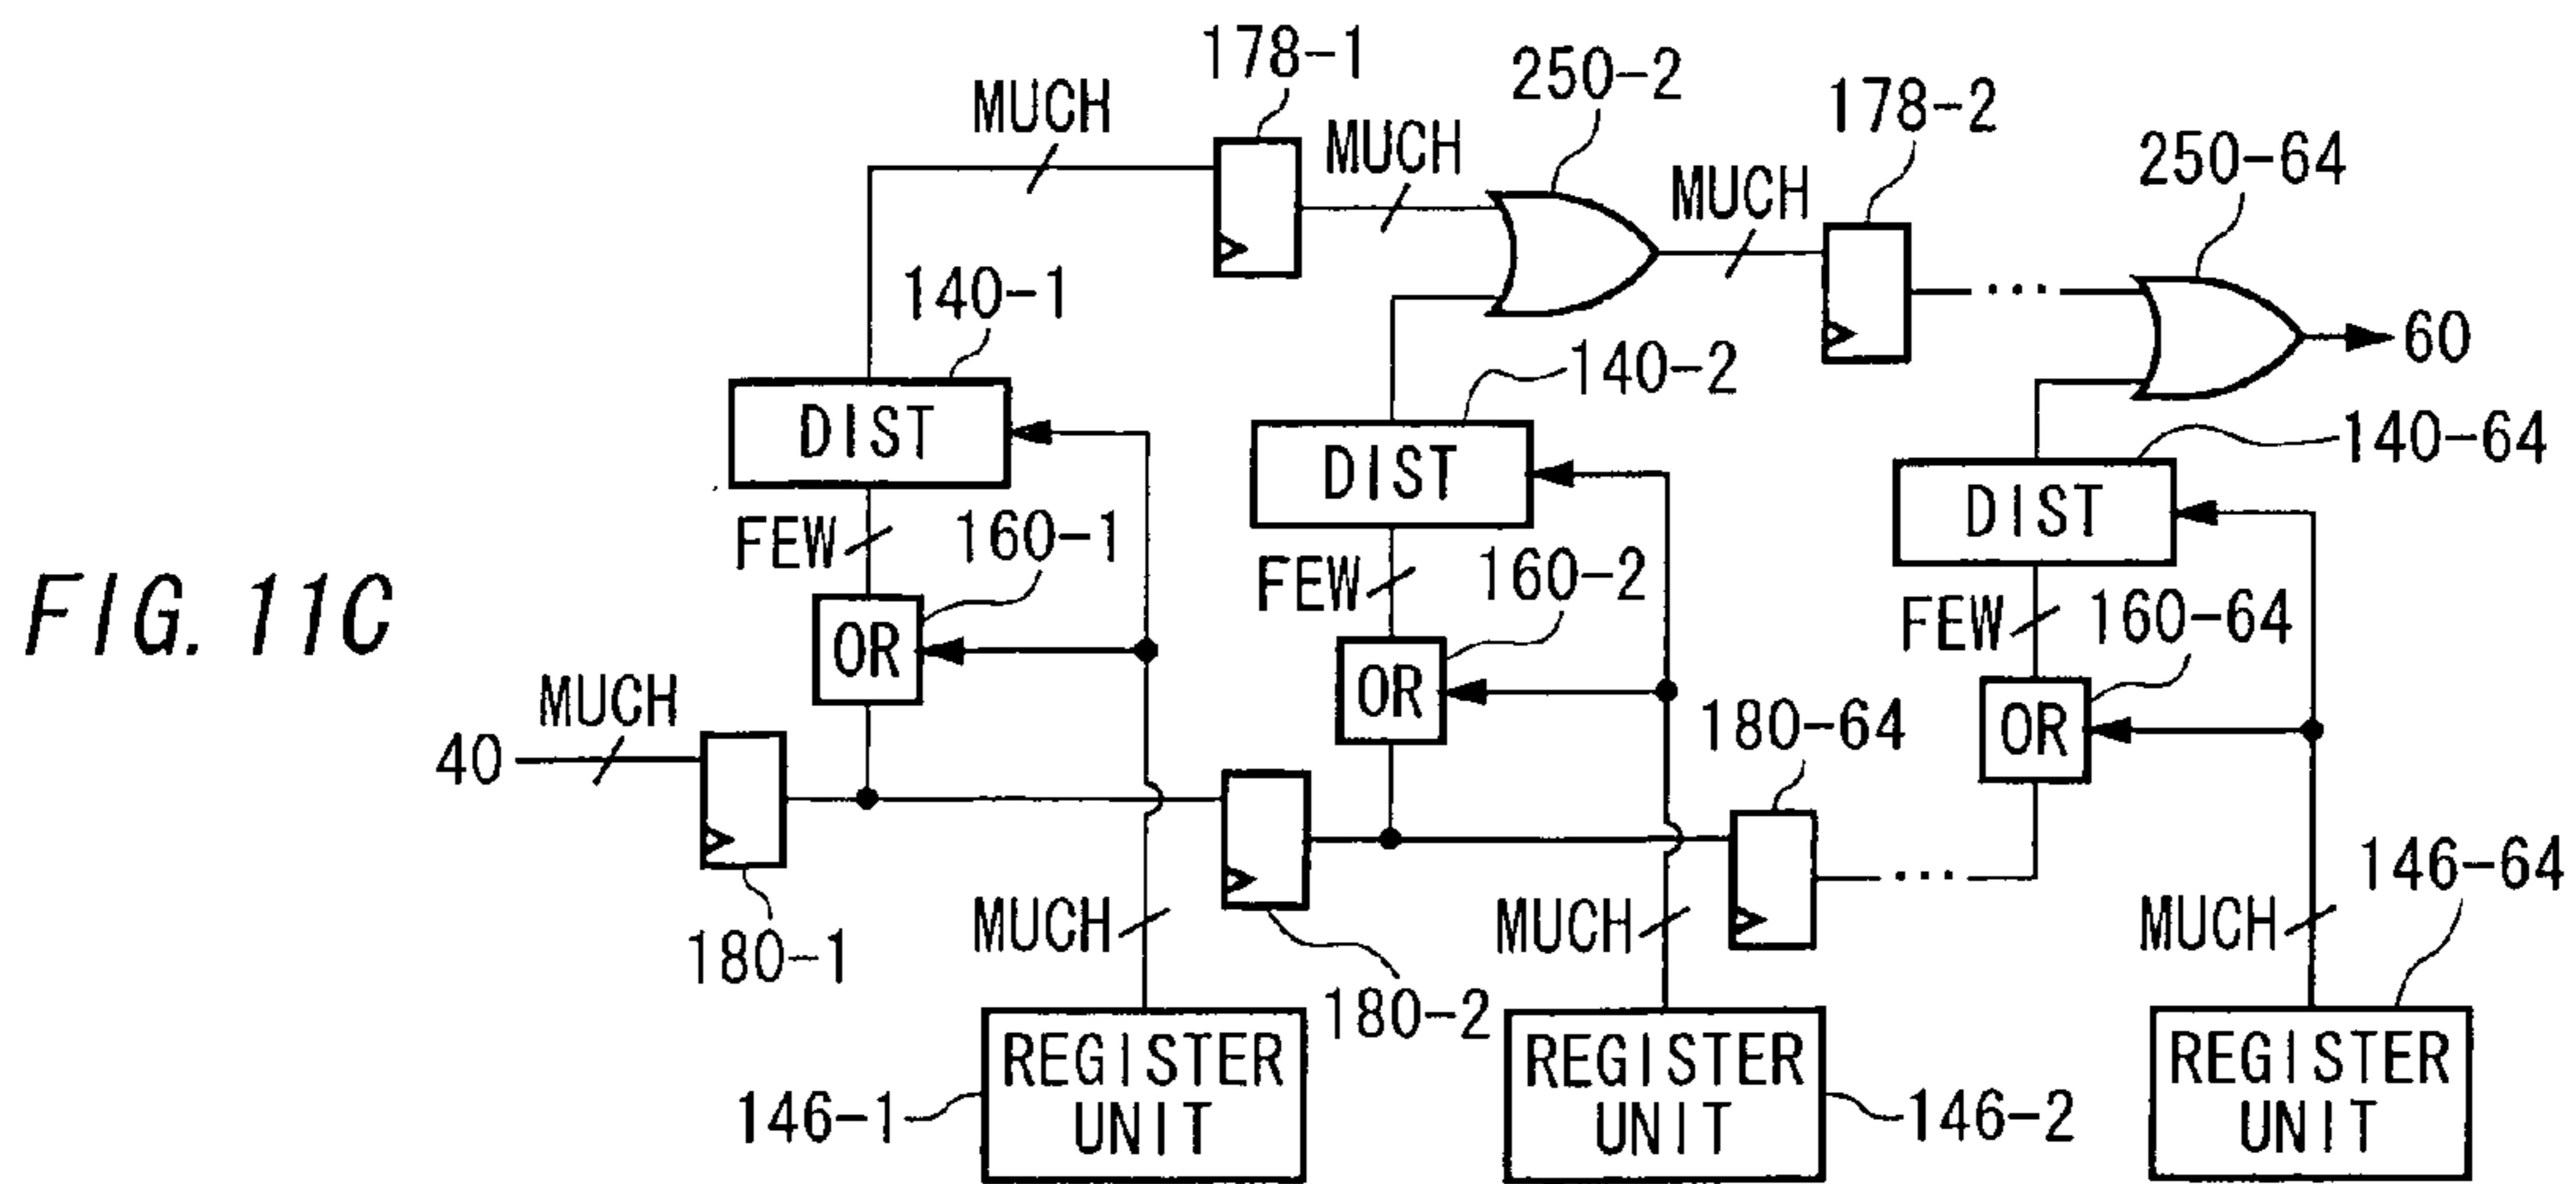 178-1
250-2
MUCH
178-2
MUCH
250-64
MUCH
140-1
60
140-2
DIST
140-64
DIST
DIST
FEW
160-1
FEW
160-2
FIG. 11C
FEW
160-64
OR
OR
MUCH
180-64
OR
40
146-64
MUCH
MUCH
MUCH
180-1
180-2
REGISTER
UNIT
REGISTER
UNIT
REGISTER
UNIT
146-1
146-2